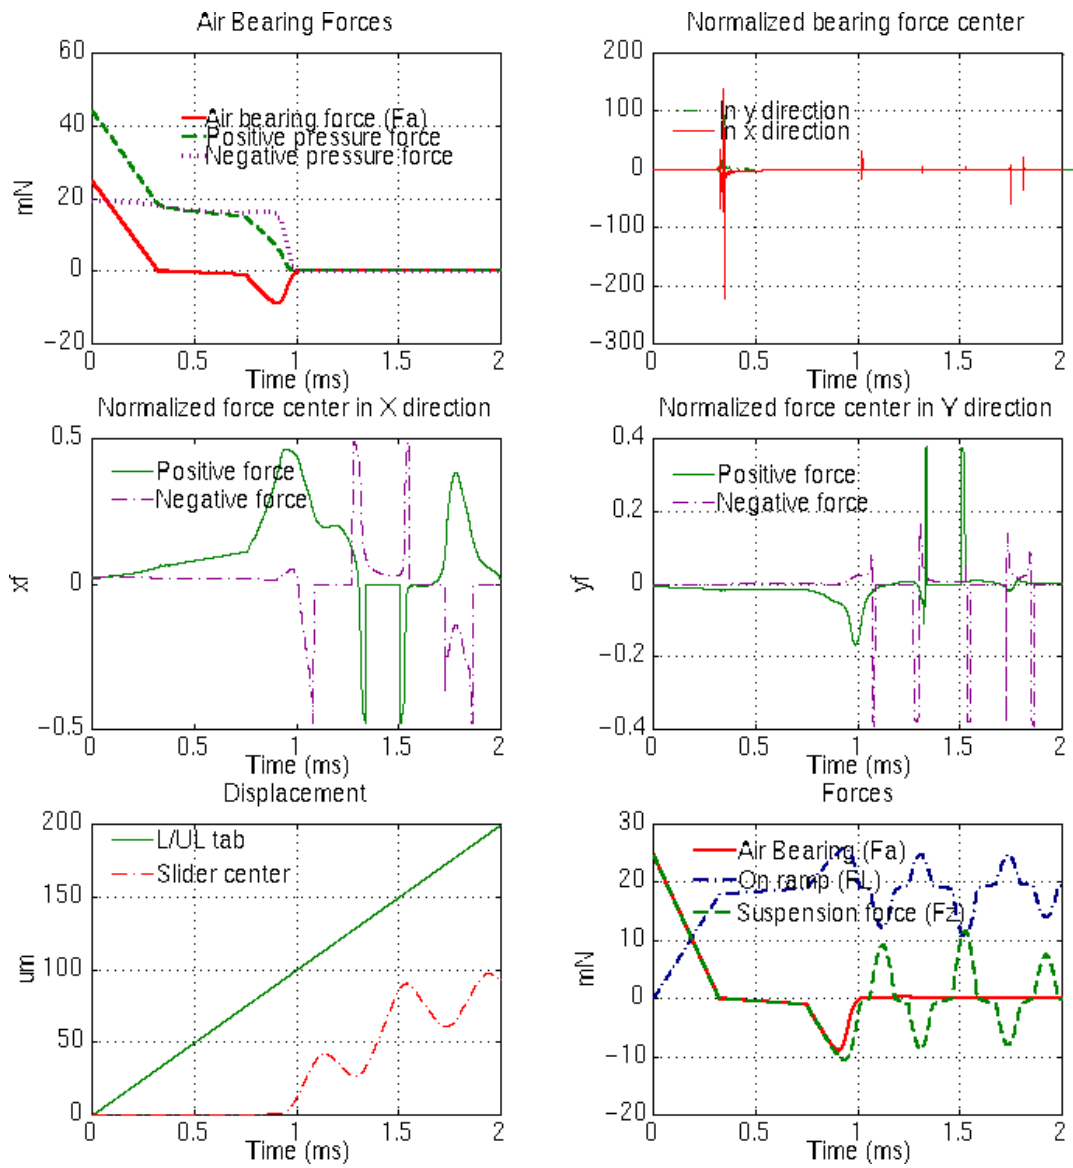 Air Bearing Forces
60
40
20
0
−20
mN
Air bearing force (Fa)
Positive pressure force
Negative pressure force
0 0.5 1 1.5 2
Time (ms)
Normalized bearing force center
200
100
0
−100
−200
−300
In y direction
In x direction
0 0.5 1 1.5 2
Time (ms)
Normalized force center in X direction
0.5
0
−0.5
xf
Positive force
Negative force
0 0.5 1 1.5 2
Time (ms)
Normalized force center in Y direction
0.4
0.2
0
−0.2
−0.4
yf
Positive force
Negative force
0 0.5 1 1.5 2
Time (ms)
Displacement
200
150
100
50
0
um
L/UL tab
Slider center
0 0.5 1 1.5 2
Time (ms)
Forces
30
20
10
0
−10
−20
mN
Air Bearing (Fa)
On ramp (FL)
Suspension force (Fz)
0 0.5 1 1.5 2
Time (ms)